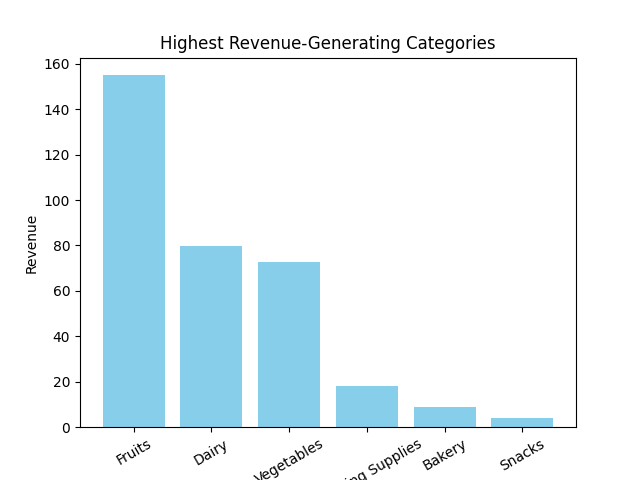 Highest Revenue-Generating Categories
Revenue
160
140
120
100
80
60
40
20
0
Fruits
Dairy
Vegetables
Supplies
Bakery
Snacks